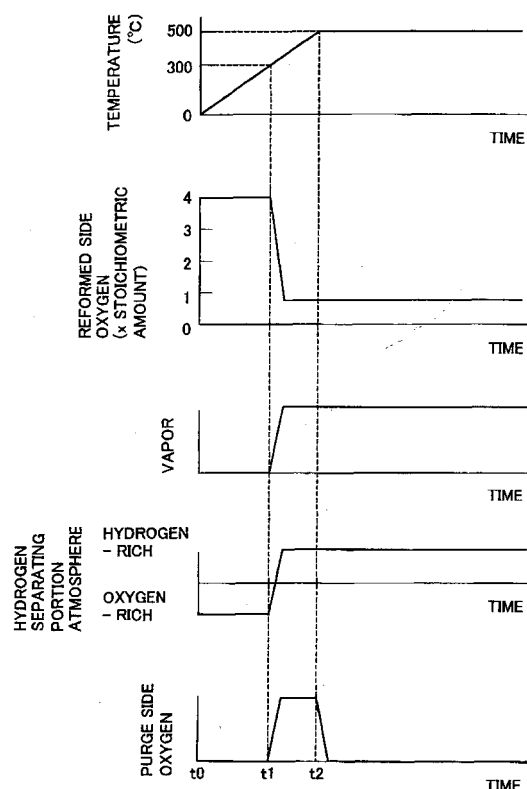 TEMPERATURE
(°C)
500
300
0
TIME
REFORMED SIDE
OXYGEN
(x STOICHIOMETRIC
AMOUNT)
4
3
2
1
0
TIME
VAPOR
TIME
HYDROGEN
SEPARATING
PORTION
ATMOSPHERE
HYDROGEN
- RICH
OXYGEN
- RICH
TIME
PURGE SIDE
OXYGEN
t0
t1
t2
TIME